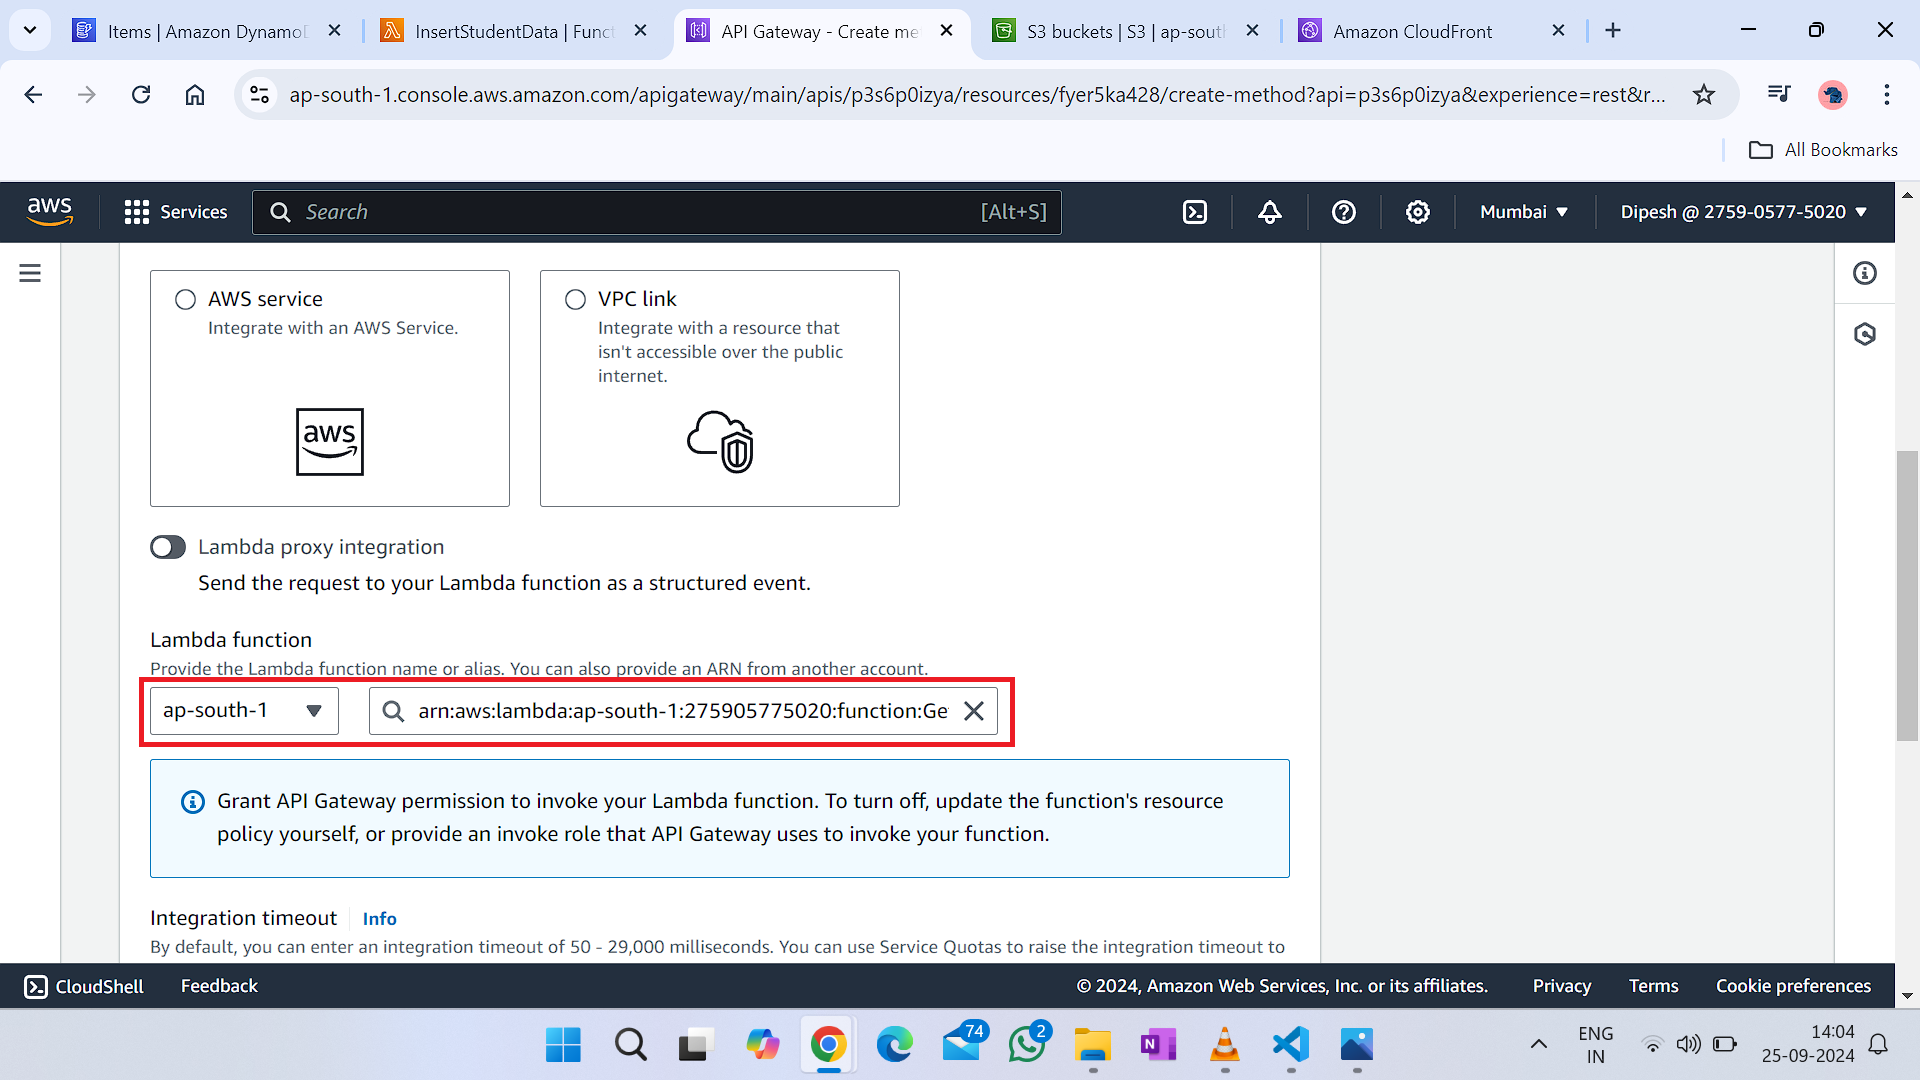 Items | Amazon Dynamo
InsertStudentData | Func
API Gateway - Create me
S3 buckets | S3 | ap-sout
Amazon CloudFront
ap-south-1.console.aws.amazon.com/apigateway/main/apis/p3s6p0izya/resources/fyer5ka428/create-method?api=p3s6p0izya&experience=rest&r...
All Bookmarks
aws
Services
Search
[Alt+S]
Mumbai
Dipesh @ 2759-0577-5020
AWS service
Integrate with an AWS Service.
aws
VPC link
Integrate with a resource that
isn't accessible over the public
internet.
Lambda proxy integration
Send the request to your Lambda function as a structured event.
Lambda function
Provide the Lambda function name or alias. You can also provide an ARN from another account.
ap-south-1
arn:aws:lambda:ap-south-1:275905775020:function:Ge
Grant API Gateway permission to invoke your Lambda function. To turn off, update the function's resource
policy yourself, or provide an invoke role that API Gateway uses to invoke your function.
Integration timeout
Info
By default, you can enter an integration timeout of 50 - 29,000 milliseconds. You can use Service Quotas to raise the integration timeout to
CloudShell
Feedback
© 2024, Amazon Web Services, Inc. or its affiliates.
Privacy
Terms
Cookie preferences
74
2
N
ENG
IN
14:04
25-09-2024